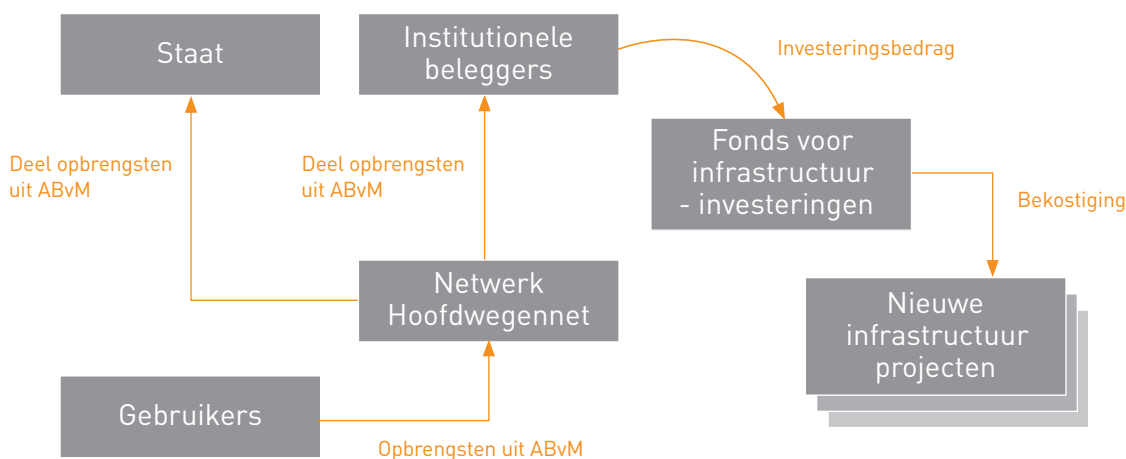 Staat
Institutionele
beleggers
Investeringsbedrag
Fonds voor
infrastructuur
- investeringen
Deel opbrengsten
uit ABvM
Deel opbrengsten
uit ABvM
Bekostiging
Netwerk
Hoofdwegennet
Nieuwe
infrastructuur
projecten
Gebruikers
Opbrengsten uit ABvM